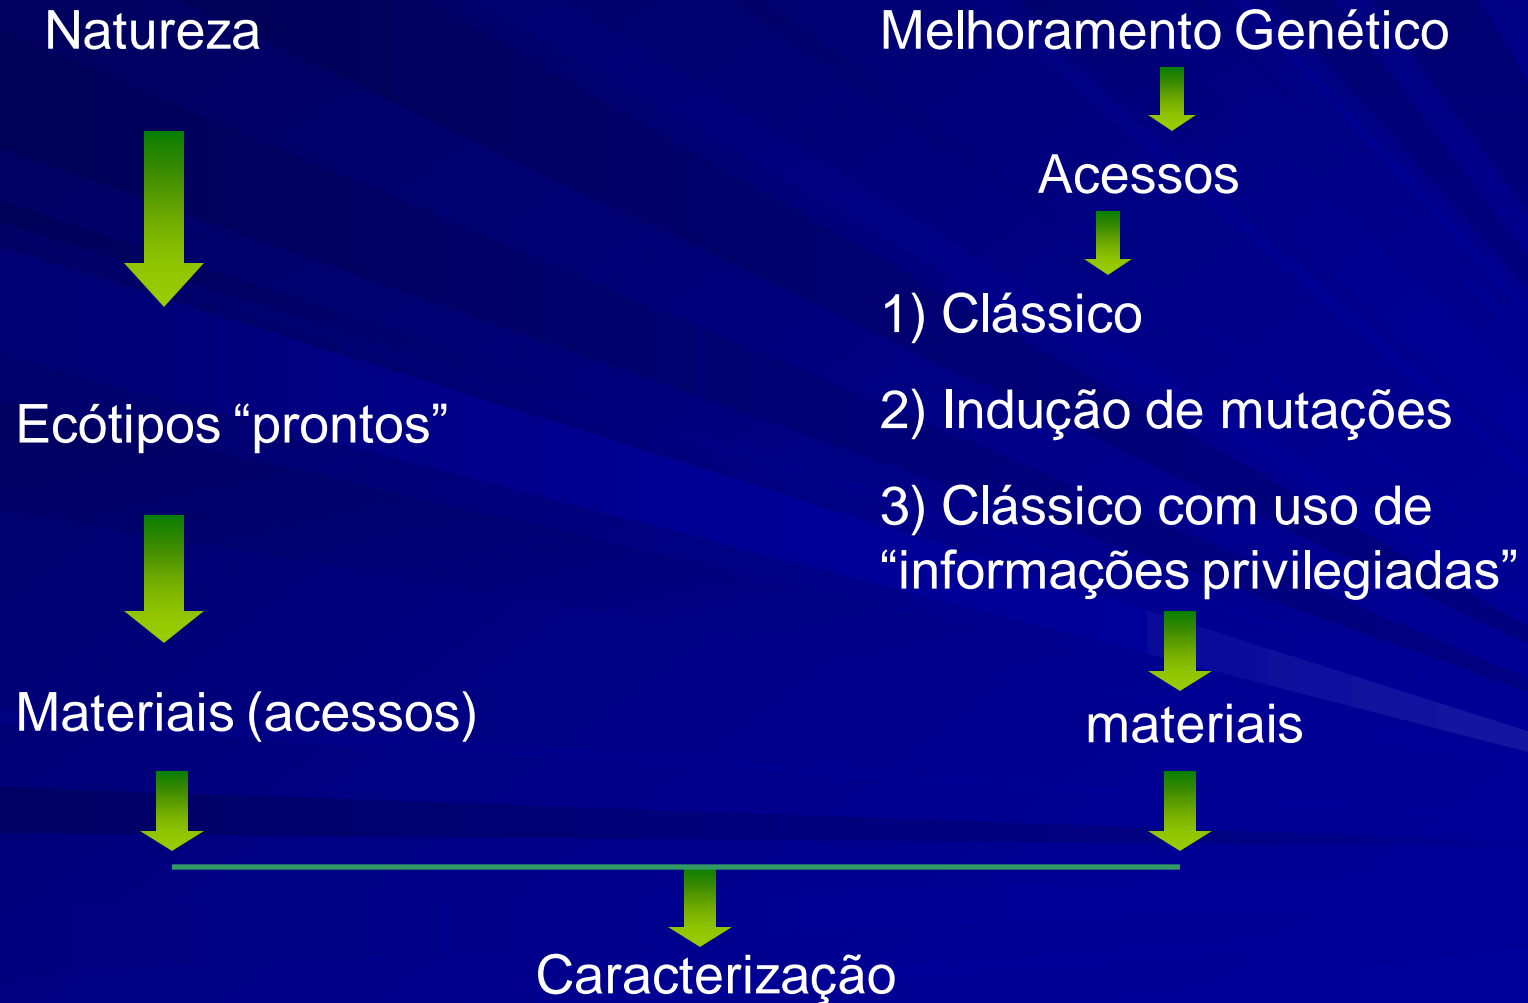 Natureza
Ecótipos “prontos”
Materiais (acessos)
Melhoramento Genético
Acessos
1) Clássico
2) Indução de mutações
3) Clássico com uso de
“informações privilegiadas”
materiais
Caracterização